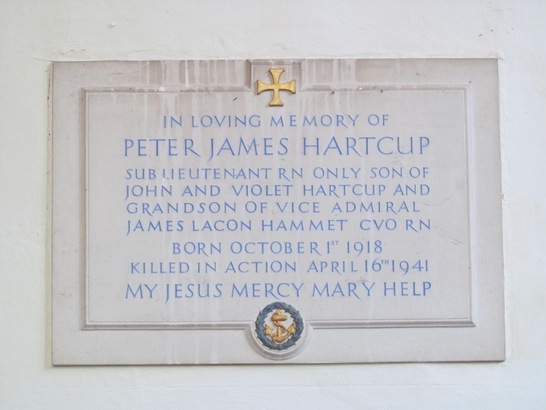 IN LOVING MEMORY OF
PETER JAMES HARTCUP
SUB LIEUTENANT RN ONLY SON OF
JOHN AND VIOLET HARTCUP AND
GRANDSON OF VICE ADMIRAL
JAMES LACON HAMMET CVO RN
BORN OCTOBER 1ST 1918
KILLED IN ACTION APRIL 16TH 1941
MY JESUS MERCY MARY HELP